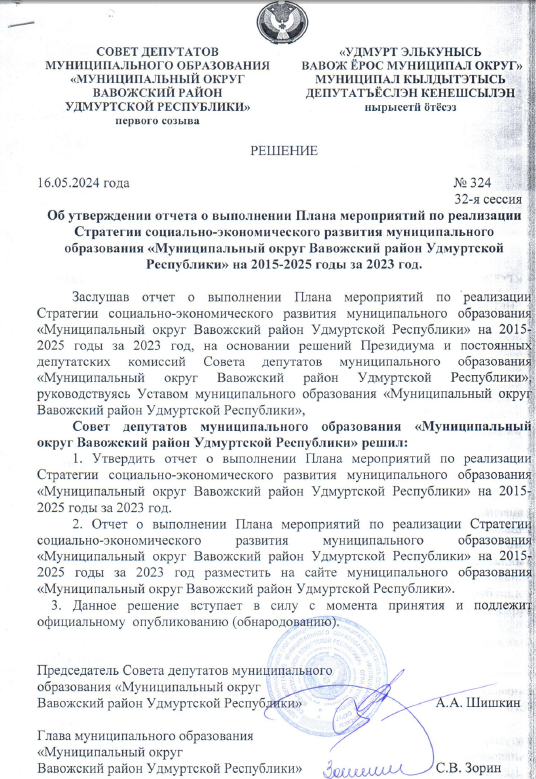 СОВЕТ ДЕПУТАТОВ
МУНИЦИПАЛЬНОГО ОБРАЗОВАНИЯ
«МУНИЦИПАЛЬНЫЙ ОКРУГ
ВАВОЖСКИЙ РАЙОН
УДМУРТСКОЙ РЕСПУБЛИКИ»
первого созыва
«УДМУРТ ЭЛЬКУНЫСЬ
ВАВОЖ ЁРОС МУНИЦИПАЛ ОКРУГ»
МУНИЦИПАЛ КЫЛДЫТЭТЫСЬ
ДЕПУТАТЪЁСЛЭН КЕНЕШСЫЛЭН
нырысетӥ ӧтёсэз
РЕШЕНИЕ
16.05.2024 года
№ 324
32-я сессия
Об утверждении отчета о выполнении Плана мероприятий по реализации
Стратегии социально-экономического развития муниципального
образования «Муниципальный округ Вавожский район Удмуртской
Республики» на 2015-2025 годы за 2023 год.
Заслушав отчет о выполнении Плана мероприятий по реализации
Стратегии социально-экономического развития муниципального образования
«Муниципальный округ Вавожский район Удмуртской Республики» на 2015-
2025 годы за 2023 год, на основании решений Президиума и постоянных
депутатских комиссий Совета депутатов муниципального образования
«Муниципальный округ Вавожский район Удмуртской Республики»,
руководствуясь Уставом муниципального образования «Муниципальный округ
Вавожский район Удмуртской Республики»,
Совет депутатов муниципального образования «Муниципальный
округ Вавожский район Удмуртской Республики» решил:
1. Утвердить отчет о выполнении Плана мероприятий по реализации
Стратегии социально-экономического развития муниципального образования
«Муниципальный округ Вавожский район Удмуртской Республики» на 2015-
2025 годы за 2023 год.
2. Отчет о выполнении Плана мероприятий по реализации Стратегии
социально-экономического развития муниципального образования
«Муниципальный округ Вавожский район Удмуртской Республики» на 2015-
2025 годы за 2023 год разместить на сайте муниципального образования
«Муниципальный округ Вавожский район Удмуртской Республики».
3. Данное решение вступает в силу с момента принятия и подлежит
официальному опубликованию (обнародованию).
Председатель Совета депутатов муниципального
образования «Муниципальный округ
Вавожский район Удмуртской Республики»
А.А. Шишкин
Глава муниципального образования
«Муниципальный округ
Вавожский район Удмуртской Республики»
С.В. Зорин